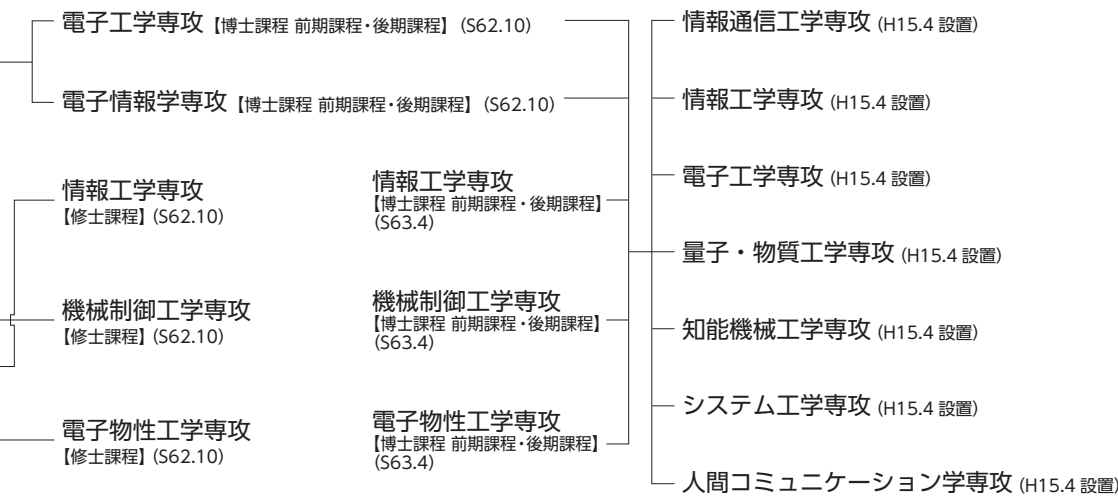 電子工学専攻【博士課程 前期課程・後期課程】(S62.10)
電子情報学専攻【博士課程 前期課程・後期課程】(S62.10)
情報工学専攻
【修士課程】(S62.10)
機械制御工学専攻
【修士課程】(S62.10)
電子物性工学専攻
【修士課程】(S62.10)
情報工学専攻
【博士課程 前期課程・後期課程】
(S63.4)
機械制御工学専攻
【博士課程 前期課程・後期課程】
(S63.4)
電子物性工学専攻
【博士課程 前期課程・後期課程】
(S63.4)
情報通信工学専攻 (H15.4 設置)
情報工学専攻 (H15.4 設置)
電子工学専攻 (H15.4 設置)
量子・物質工学専攻 (H15.4 設置)
知能機械工学専攻 (H15.4 設置)
システム工学専攻 (H15.4 設置)
人間コミュニケーション学専攻 (H15.4 設置)